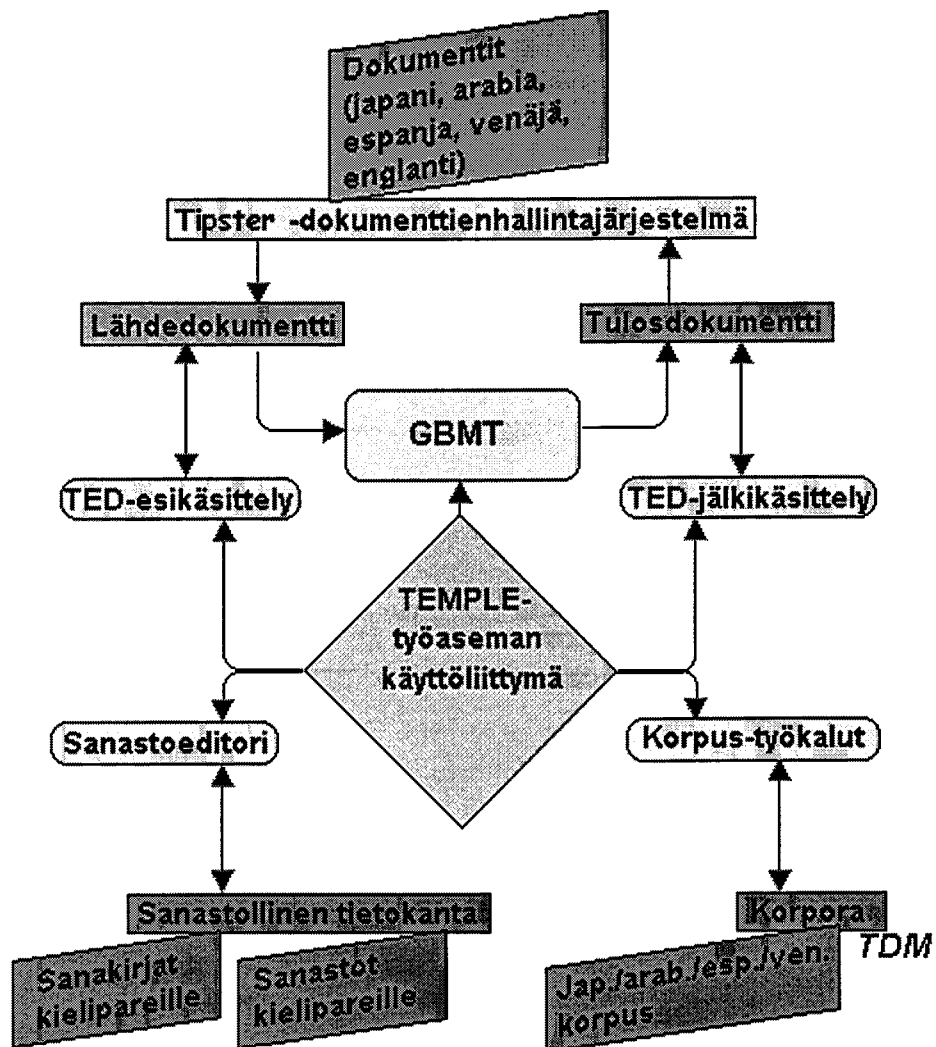 Dokumentit
(japani, arabia,
espanja, venäjä,
englanti)
Tipster -dokumenttienhallintajärjestelmä
Lähdedokumentti
Tulosdokumentti
GBMT
TED-esikäsittely
TED-jälkikäsittely
TEMPLE-
työaseman
käyttöliittymä
Sanastoeditori
Korpus-työkalut
Sanastollinen tietokanta
Korpora
TDM
Sanakirjat
kielipareille
Sanastot
kielipareille
Jap./arab./esp./ven.
korpus